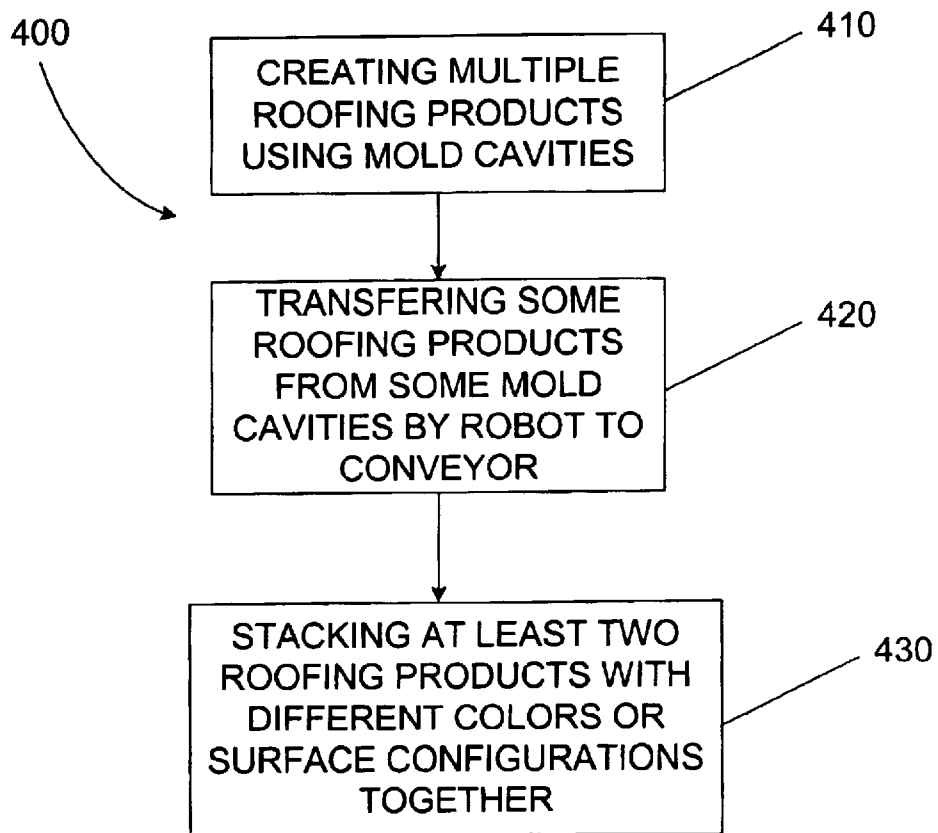 400
410
CREATING MULTIPLE
ROOFING PRODUCTS
USING MOLD CAVITIES
420
TRANSFERING SOME
ROOFING PRODUCTS
FROM SOME MOLD
CAVITIES BY ROBOT TO
CONVEYOR
430
STACKING AT LEAST TWO
ROOFING PRODUCTS WITH
DIFFERENT COLORS OR
SURFACE CONFIGURATIONS
TOGETHER